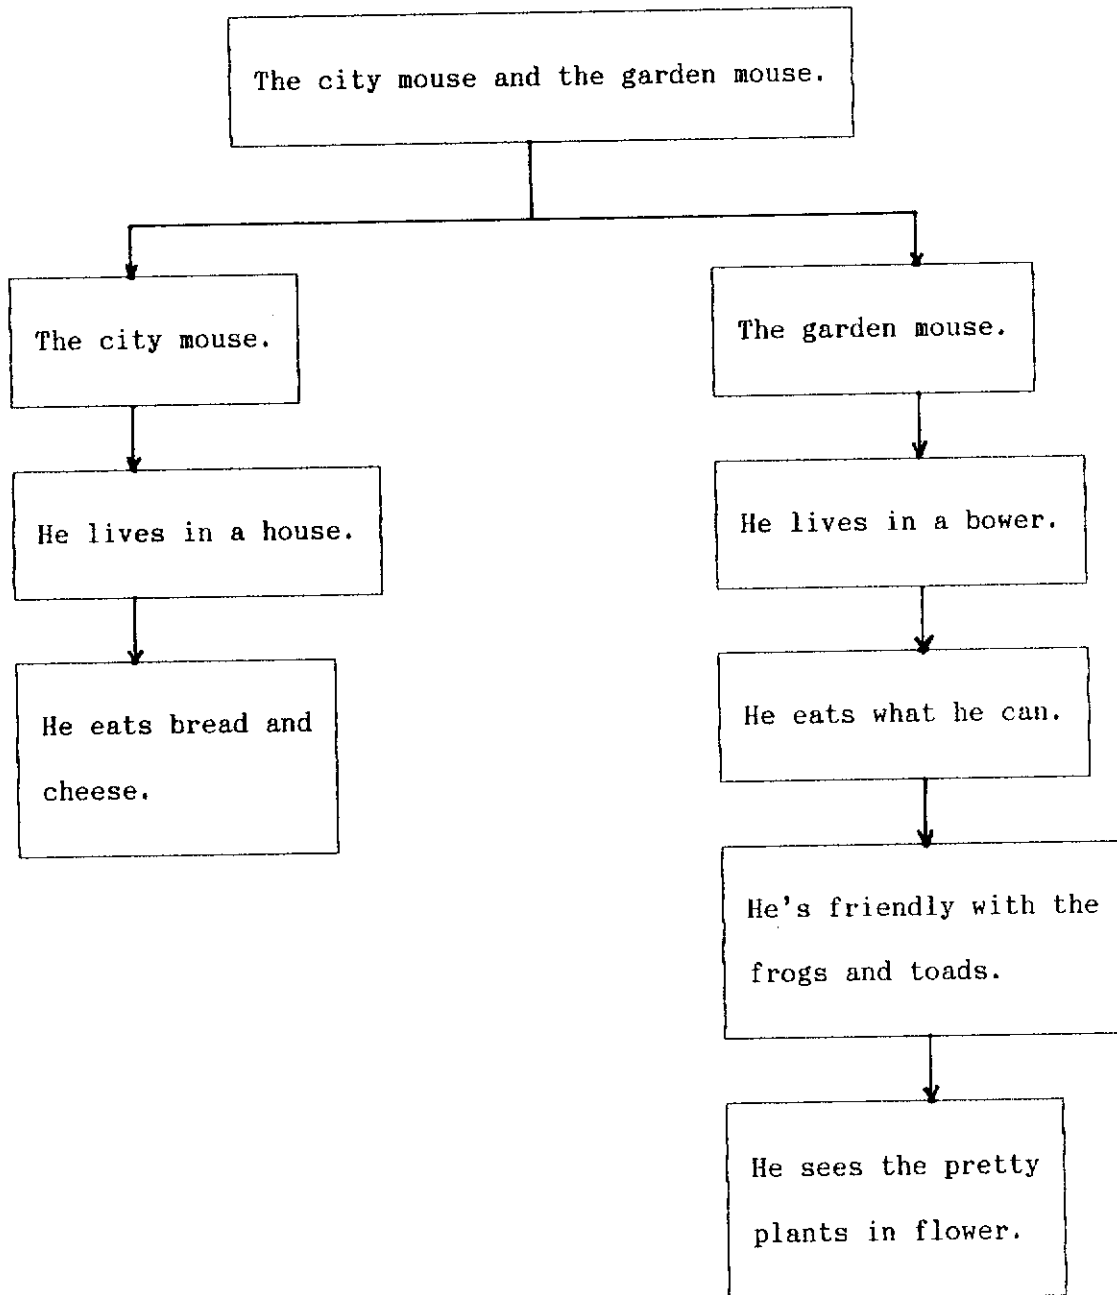 The city mouse and the garden mouse.
The city mouse.
He lives in a house.
He eats bread and
cheese.
The garden mouse.
He lives in a bower.
He eats what he can.
He's friendly with the
frogs and toads.
He sees the pretty
plants in flower.